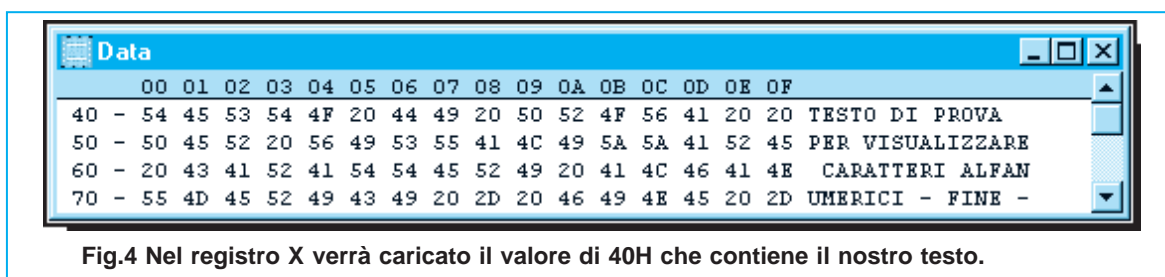 Data
00 01 02 03 04 05 06 07 08 09 0A 0B 0C 0D 0E 0F
40 - 54 45 53 54 4F 20 44 49 20 50 52 4F 56 41 20 20 TESTO DI PROVA
50 - 50 45 52 20 56 49 53 55 41 4C 49 5A 5A 41 52 45 PER VISUALIZZARE
60 - 20 43 41 52 41 54 54 45 52 49 20 41 4C 46 41 4E CARATTERI ALFAN
70 - 55 4D 45 52 49 43 49 20 2D 20 46 49 4E 45 20 2D UMERICI - FINE -
Fig.4 Nel registro X verrà caricato il valore di 40H che contiene il nostro testo.